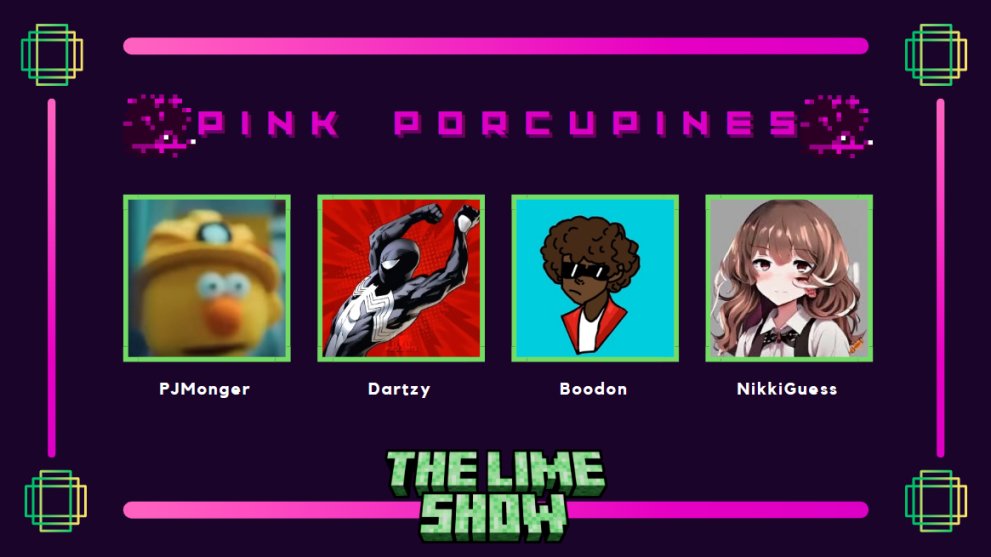 PINK PORCUPINES
PJMonger
Dartzy
Boodon
NikkiGuess
THE LIME
SHOW